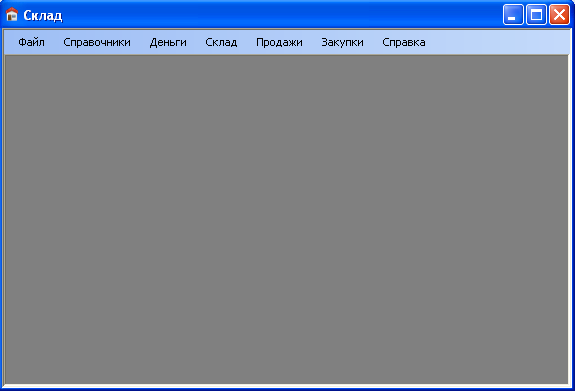 Склад
Файл Справочники Деньги Склад Продажи Закупки Справка